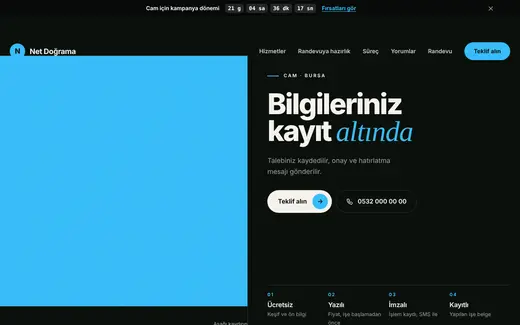 Cam için kampanya dönemi 21 g 04 sa 36 dk 17 sn Fırsatları gör
N Net Doğrama Hizmetler Randevuya hazırlık Süreç Yorumlar Randevu Teklif alın
CAM · BURSA
Bilgileriniz
kayıt altında
Talebiniz kaydedilir, onay ve hatırlatma
mesajı gönderilir.
Teklif alın 0532 000 00 00
01 02 03 04
Ücretsiz Yazılı İmzalı Kayıtlı
Keşif ve ön bilgi Fiyat, işe başlamadan İşlem kaydı, SMS ile Yapılan işe belge
önce